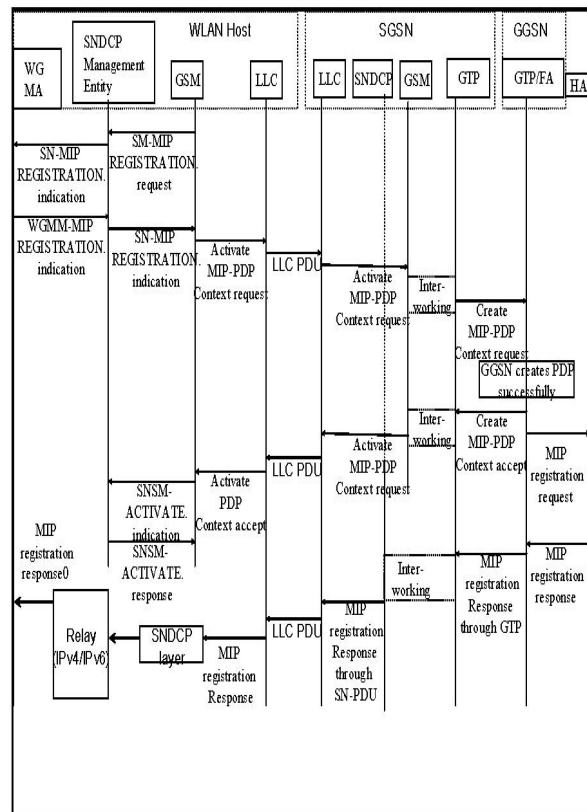 WLAN Host
SGSN
GGSN
WG
MA
SNDCP
Management
Entity
GSM
LLC
LLC
SNDCP
GSM
GTP
GTP/FA
HA
SN-MIP
REGISTRATION.
indication
SM-MIP
REGISTRATION.
request
WGMM-MIP
REGISTRATION.
indication
SN-MIP
REGISTRATION.
indication
Activate
MIP-PDP
Context request
LLC PDU
Activate
MIP-PDP
Context request
Inter-
working
Create
MIP-PDP
Context request
GGSN creates PDP
successfully
Inter-
working
Create
MIP-PDP
Context accept
MIP
registration
request
Activate
MIP-PDP
Context request
LLC PDU
Activate
PDP
Context accept
SNSM-
ACTIVATE.
indication
SNSM-
ACTIVATE.
response
MIP
registration
response0
Inter-
working
MIP
registration
Response
through GTP
MIP
registration
response
MIP
registration
Response
through
SN-PDU
LLC PDU
MIP
registration
Response
SNDCP
layer
Relay
(IPv4/IPv6)